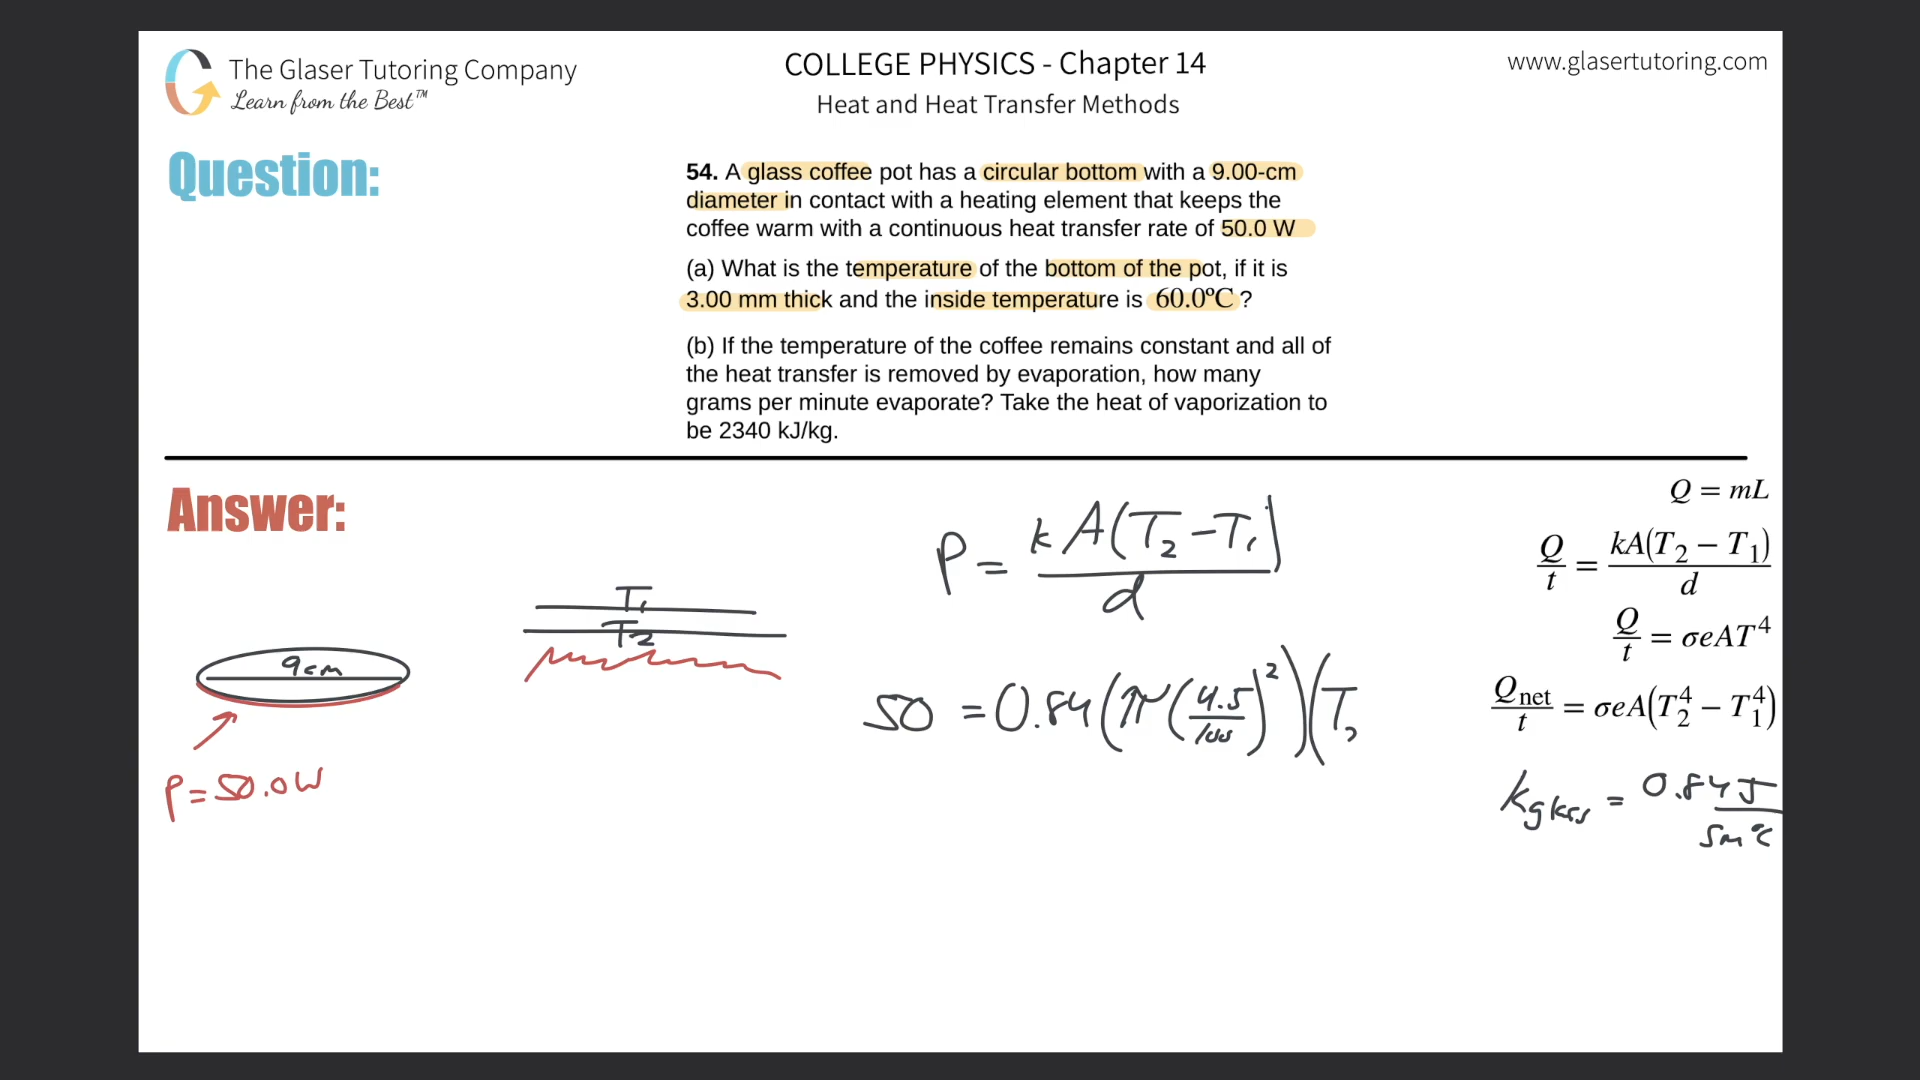 The Glaser Tutoring Company
Learn from the Best™
COLLEGE PHYSICS - Chapter 14
Heat and Heat Transfer Methods
www.glasertutoring.com
Question:
54. A glass coffee pot has a circular bottom with a 9.00-cm
diameter in contact with a heating element that keeps the
coffee warm with a continuous heat transfer rate of 50.0 W
(a) What is the temperature of the bottom of the pot, if it is
3.00 mm thick and the inside temperature is 60.0ºC ?
(b) If the temperature of the coffee remains constant and all of
the heat transfer is removed by evaporation, how many
grams per minute evaporate? Take the heat of vaporization to
be 2340 kJ/kg.
Answer:
9cm
P = 50.0W
T₁
T₂
P = kA(T₂ - T₁) / d
50 = 0.84 (π (4.5/100)²)(T₂
Q = mL
Q/t = kA(T₂ − T₁)/d
Q/t = σeAT⁴
Qnet/t = σeA(T₂⁴ − T₁⁴)
kglass = 0.84 J / s m °C